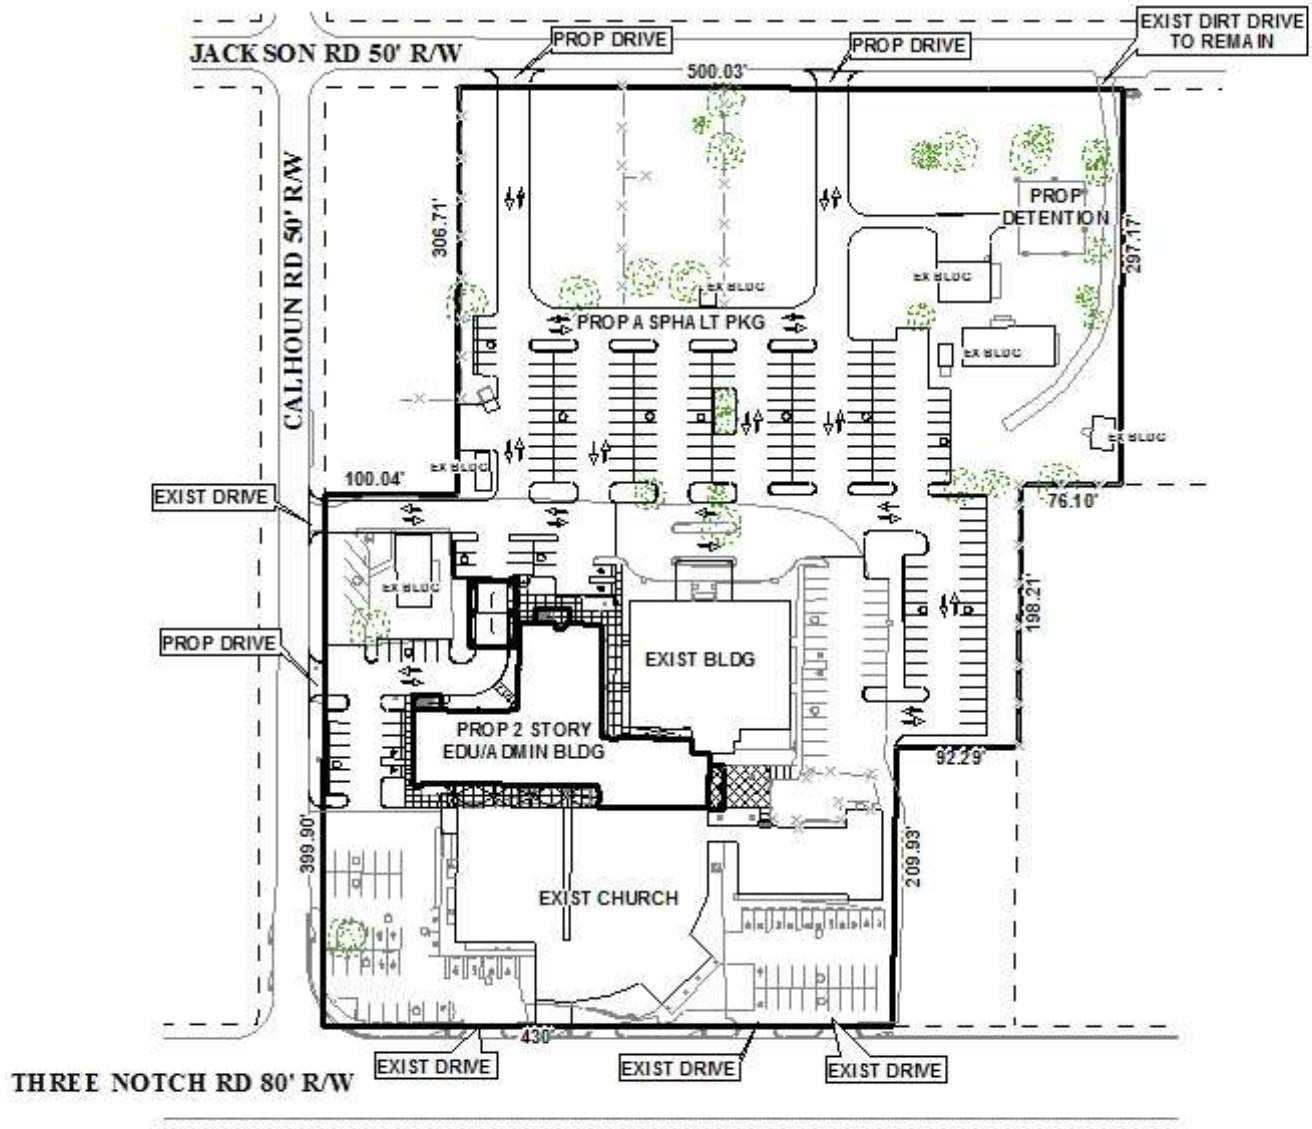 EXIST DIRT DRIVE
TO REMAIN
PROP DRIVE
PROP DRIVE
JACKSON RD 50' R/W
500.03'
CALHOUN RD 50' R/W
306.71'
PROP
DETENTION
297.17'
EX BLDG
EX BLDG
PROP ASPHALT PKG
EX BLDG
EX BLDG
EX BLDG
100.04'
76.10'
EXIST DRIVE
EX BLDG
198.21'
PROP DRIVE
EXIST BLDG
PROP 2 STORY
EDU/ADMIN BLDG
92.29'
399.90'
209.93'
EXIST CHURCH
430'
EXIST DRIVE
EXIST DRIVE
EXIST DRIVE
THREE NOTCH RD 80' R/W